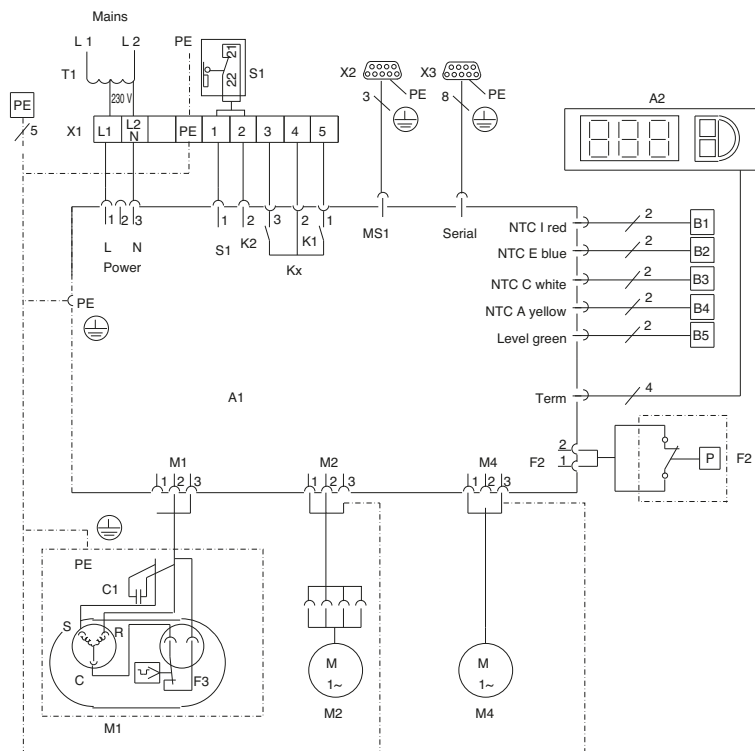 Mains
L 1 L 2 PE
T1
230 V
21
22
S1
X2 X3
PE PE
3 8
A2
PE
5
X1 L1 L2 N PE 1 2 3 4 5
1 2 3 1 2 3 2 1
L N S1 K2 K1 MS1 Serial
Power Kx
NTC I red 2 B1
NTC E blue 2 B2
NTC C white 2 B3
NTC A yellow 2 B4
Level green 2 B5
PE
A1
Term 4
F2 2 1 P F2
M1 M2 M4
1 2 3 1 2 3 1 2 3
PE
C1
S R
C F3
M 1~ M 1~
M1 M2 M4